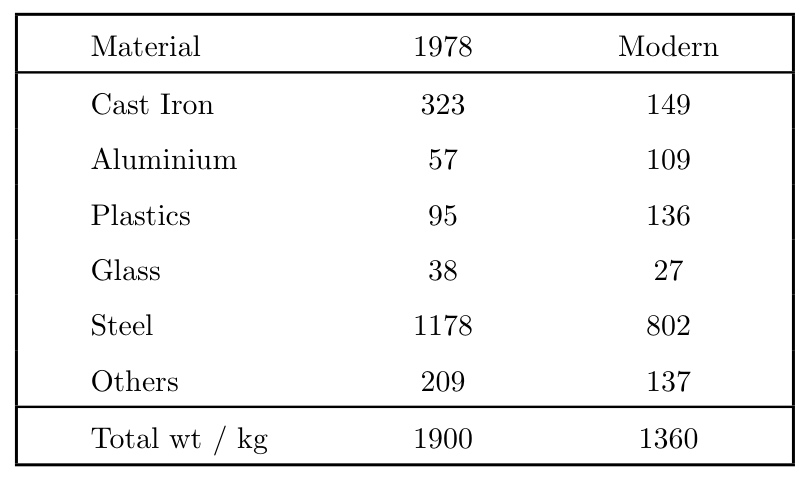 Material 1978 Modern
Cast Iron 323 149
Aluminium 57 109
Plastics 95 136
Glass 38 27
Steel 1178 802
Others 209 137
Total wt / kg 1900 1360